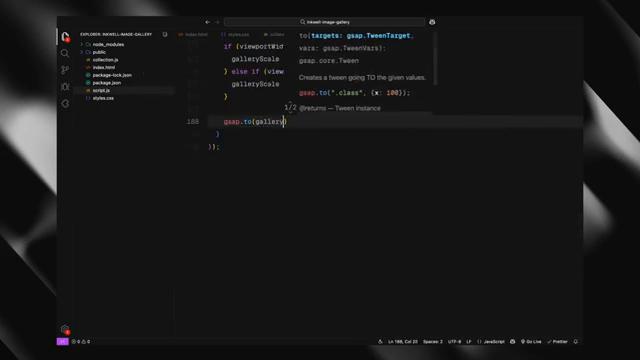 inkwell-image-gallery
EXPLORER: INKWELL-IMAGE-GALLERY
node_modules
public
collection.js
index.html
package-lock.json
package.json
script.js
styles.css
index.html
styles.css
if (viewportWid
galleryScale
} else if (view
galleryScale
}
188 gsap.to(gallery)
}
});
to(targets: gsap.TweenTarget,
vars: gsap.TweenVars):
gsap.core.Tween
Creates a tween going TO the given values.
gsap.to(".class", {x: 100});
1/2
@returns — Tween instance
0 0
Ln 188, Col 20
Spaces: 2
UTF-8
LF
{} JavaScript
Go Live
Prettier